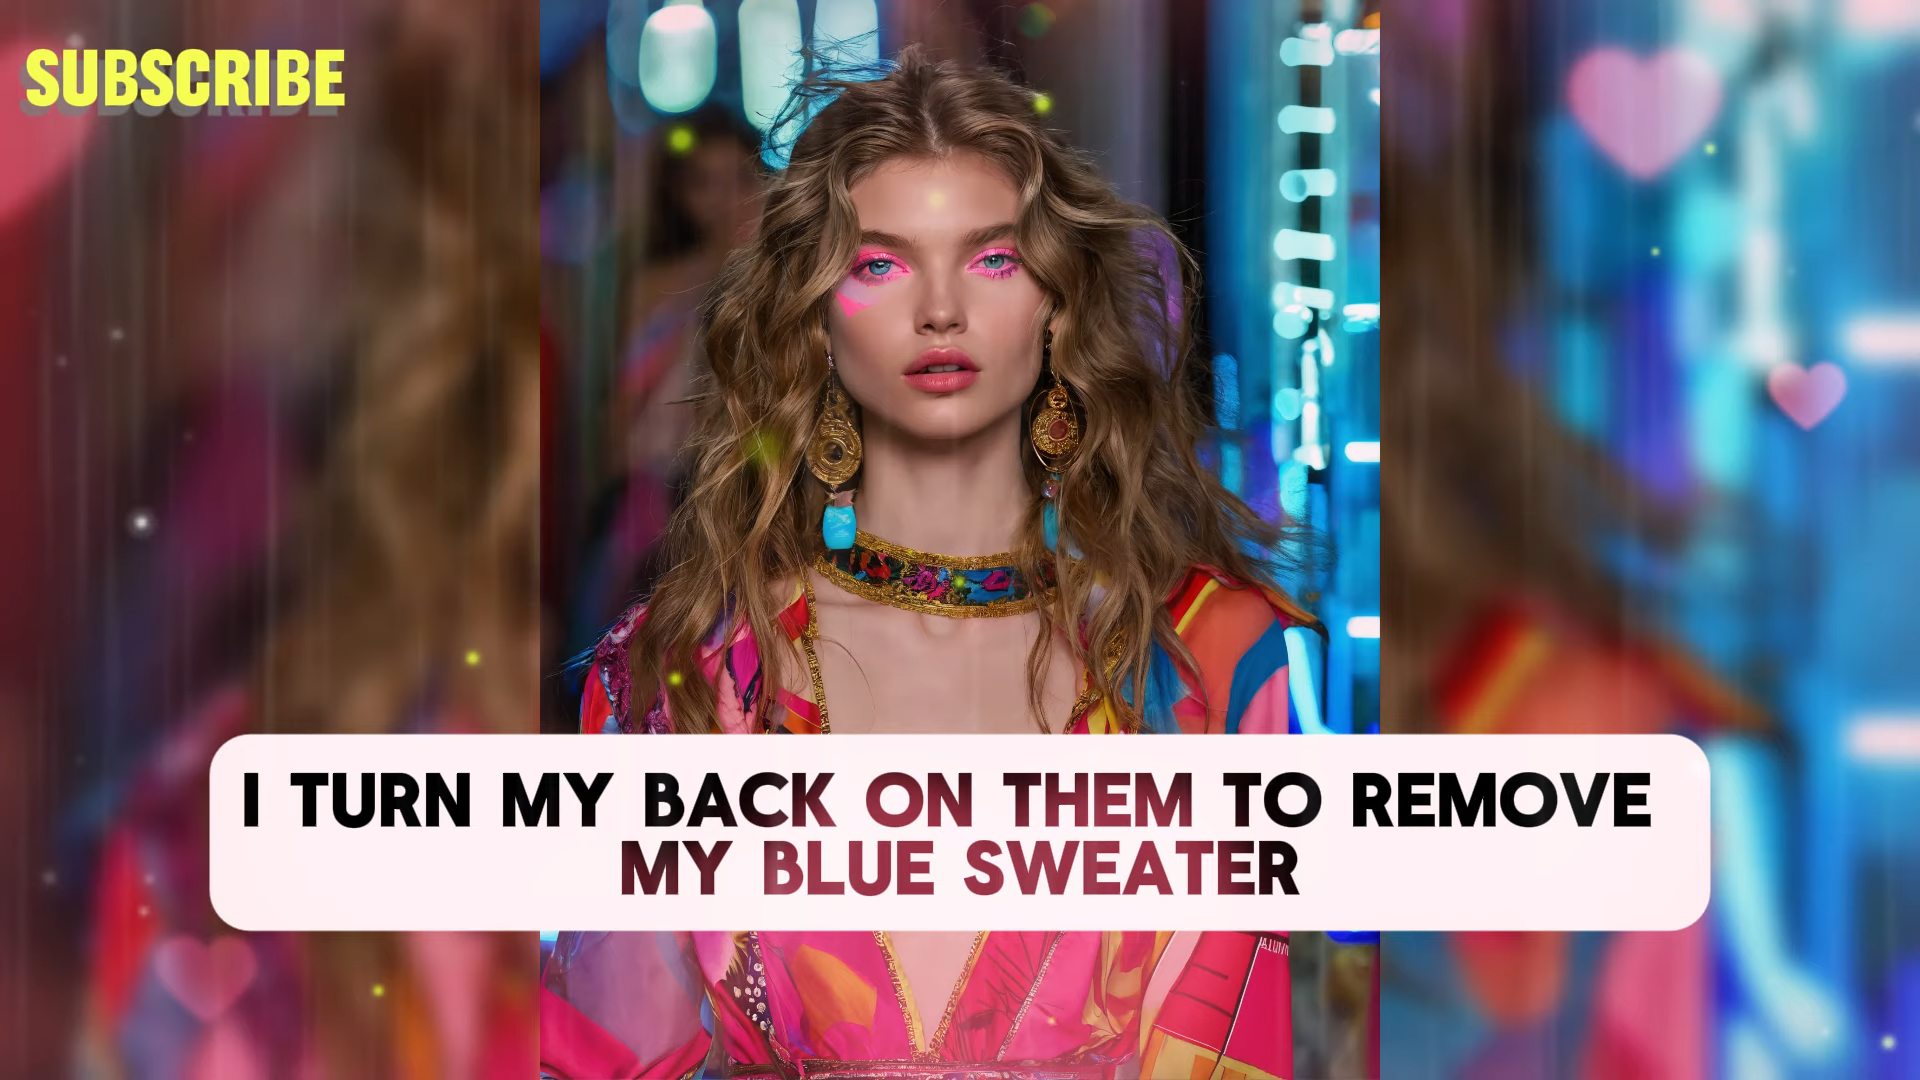 SUBSCRIBE
I TURN MY BACK ON THEM TO REMOVE
MY BLUE SWEATER